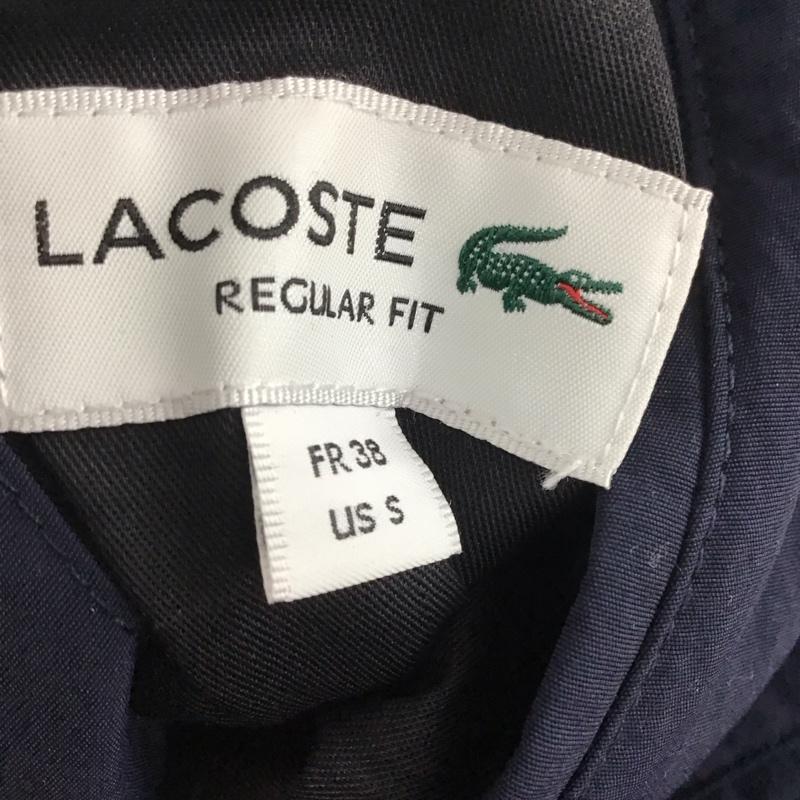 LACOSTE
REGULAR FIT
FR 38
US S